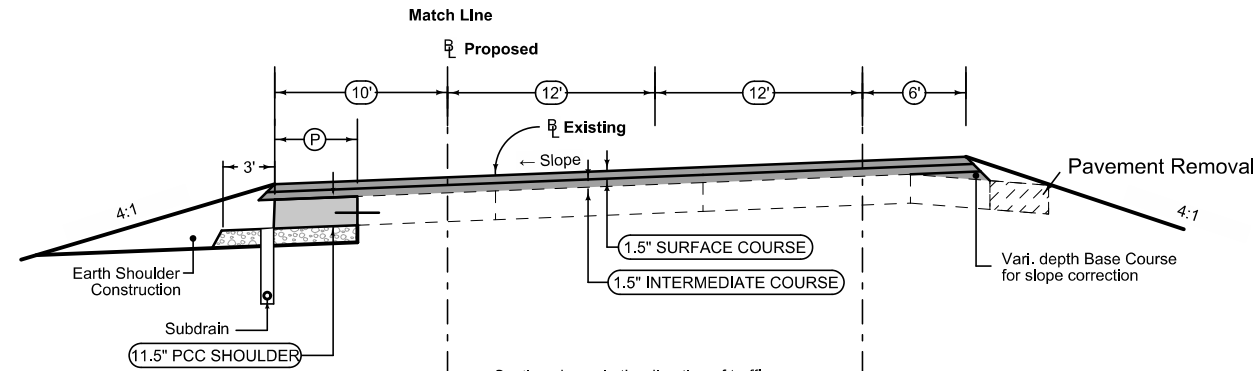 Match Line
BL Proposed
10'
12'
12'
6'
P
BL Existing
3'
← Slope
Pavement Removal
4:1
4:1
1.5" SURFACE COURSE
Earth Shoulder
Construction
Vari. depth Base Course
for slope correction
1.5" INTERMEDIATE COURSE
Subdrain
11.5" PCC SHOULDER